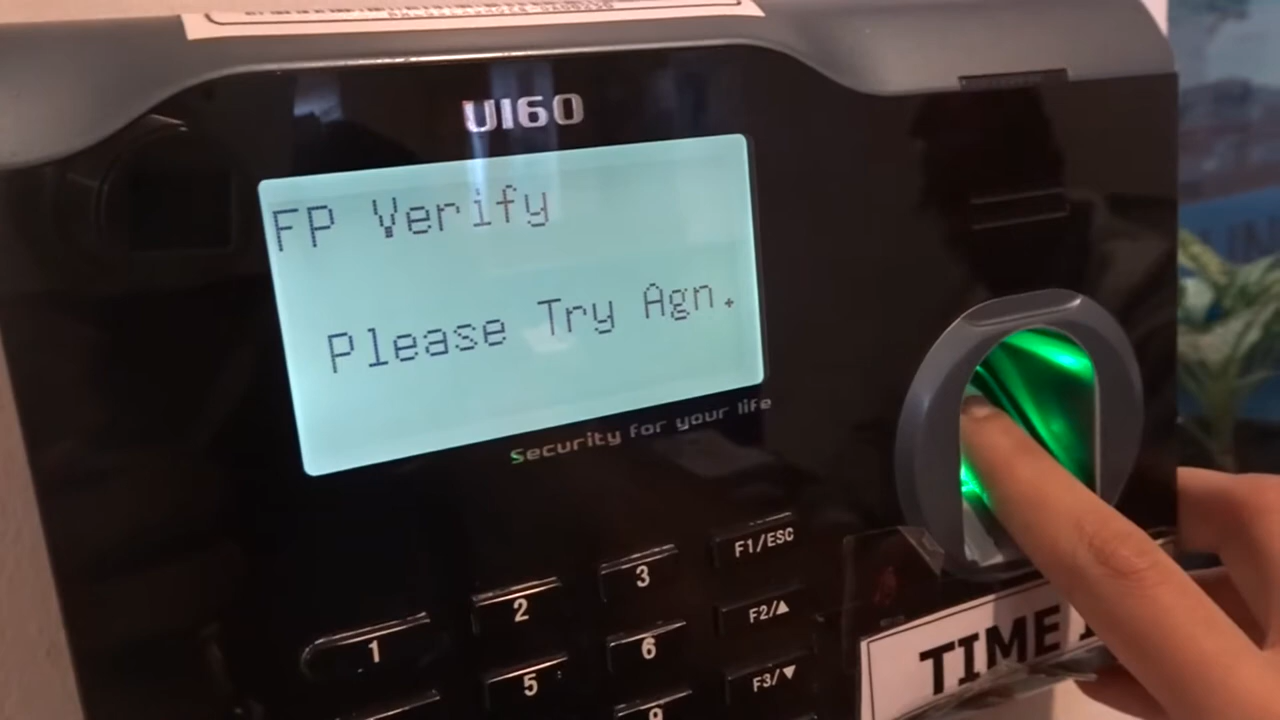 U160
FP Verify
Please Try Agn.
Security for your life
1
2
3
F1/ESC
5
6
F2/▲
F3/▼
TIME